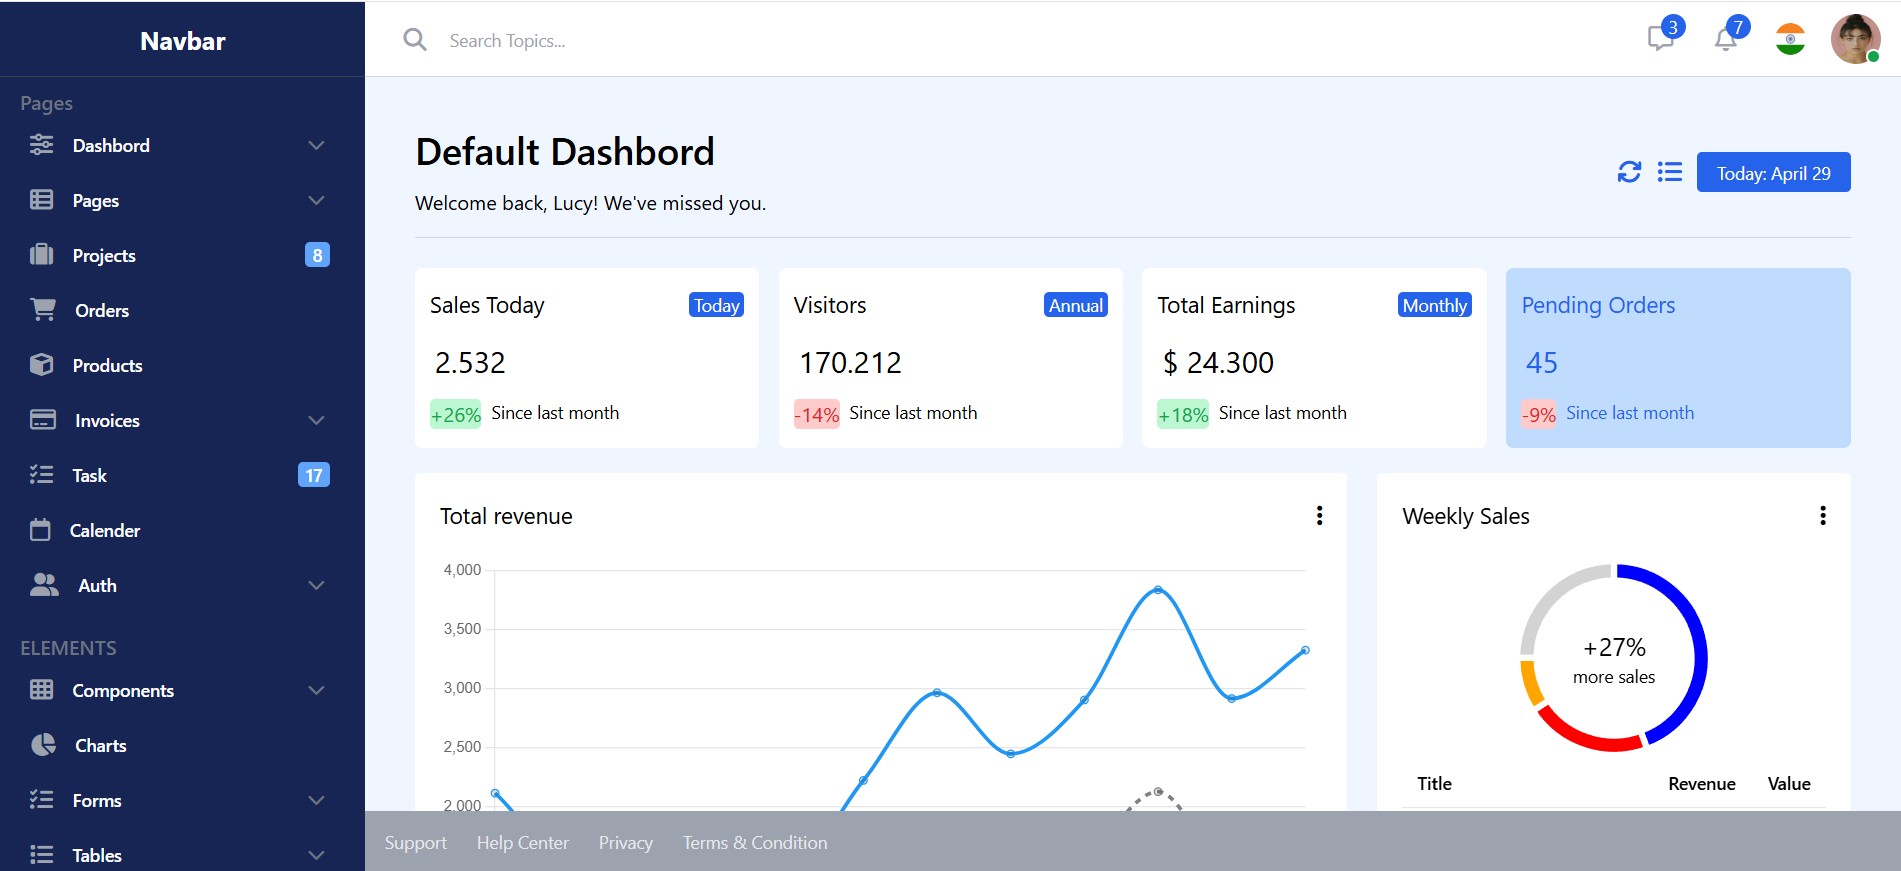 Navbar
Search Topics...
3
7
Pages
Dashbord
Pages
Projects
8
Orders
Products
Invoices
Task
17
Calender
Auth
ELEMENTS
Components
Charts
Forms
Tables
Default Dashbord
Welcome back, Lucy! We've missed you.
Today: April 29
Sales Today
Today
2.532
+26% Since last month
Visitors
Annual
170.212
-14% Since last month
Total Earnings
Monthly
$ 24.300
+18% Since last month
Pending Orders
45
-9% Since last month
Total revenue
4,000
3,500
3,000
2,500
2,000
Weekly Sales
+27%
more sales
Title Revenue Value
Support Help Center Privacy Terms & Condition